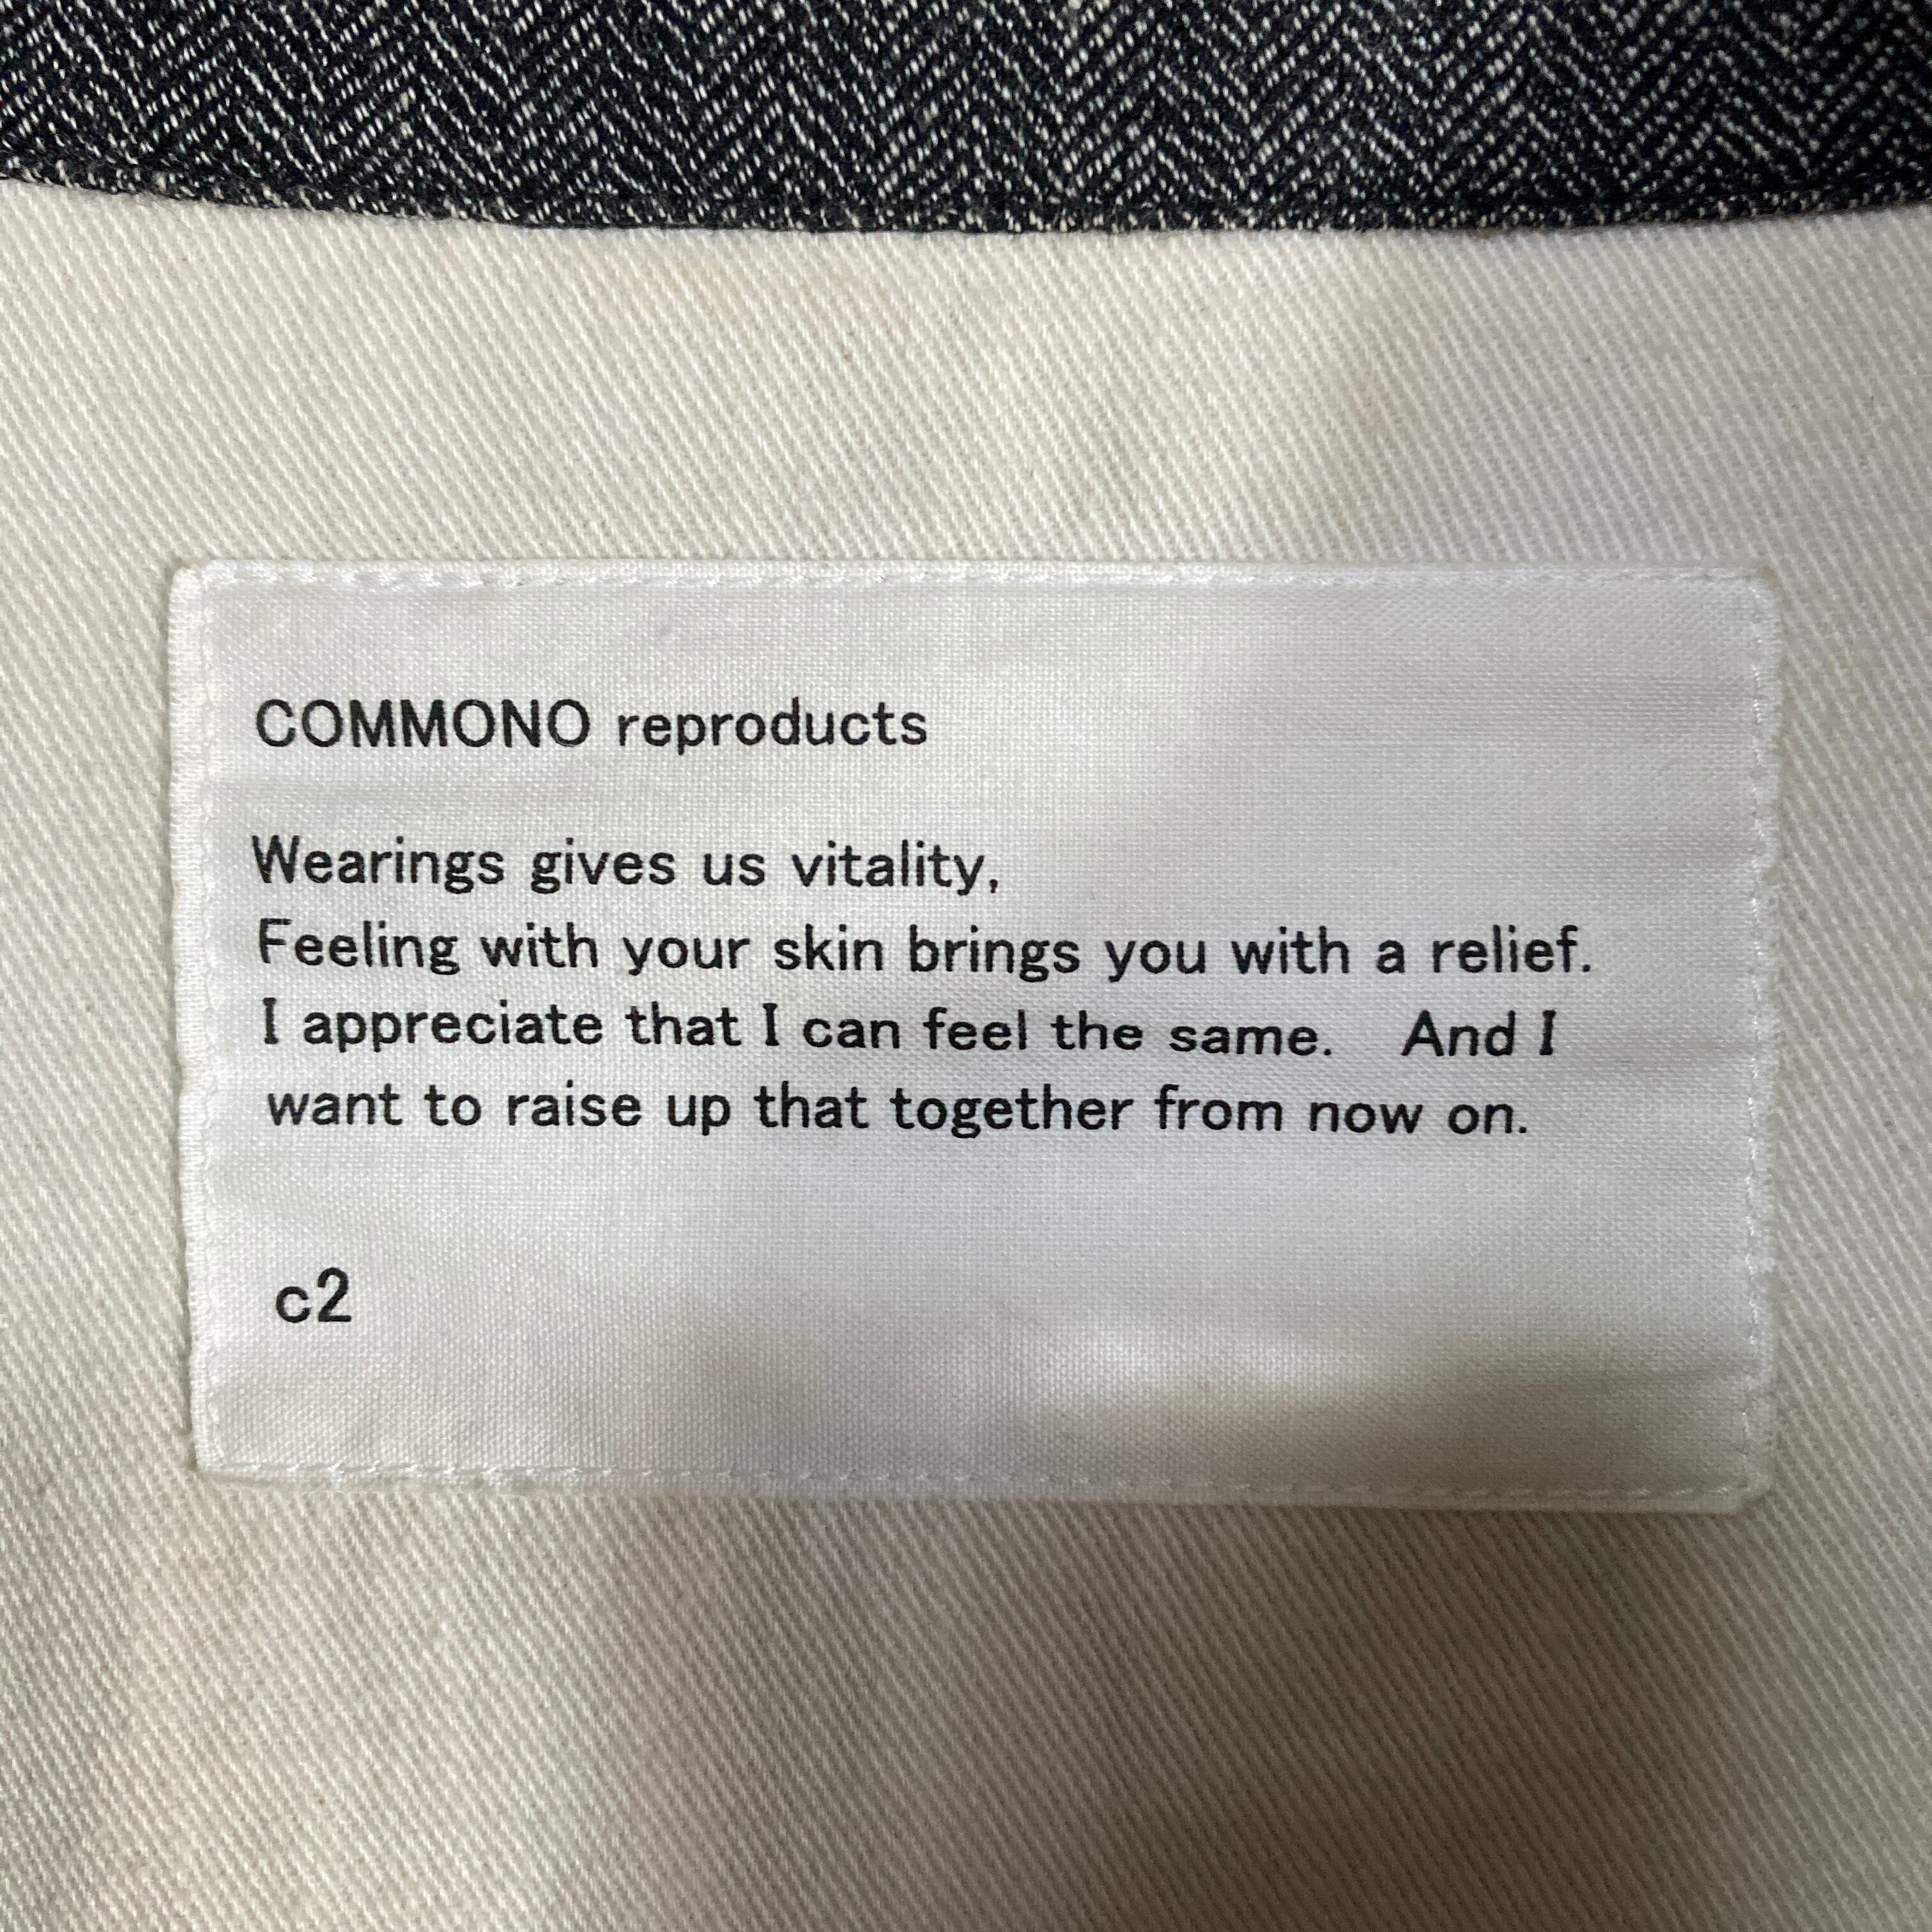 COMMONO reproducts
Wearings gives us vitality,
Feeling with your skin brings you with a relief.
I appreciate that I can feel the same. And I
want to raise up that together from now on.
c2